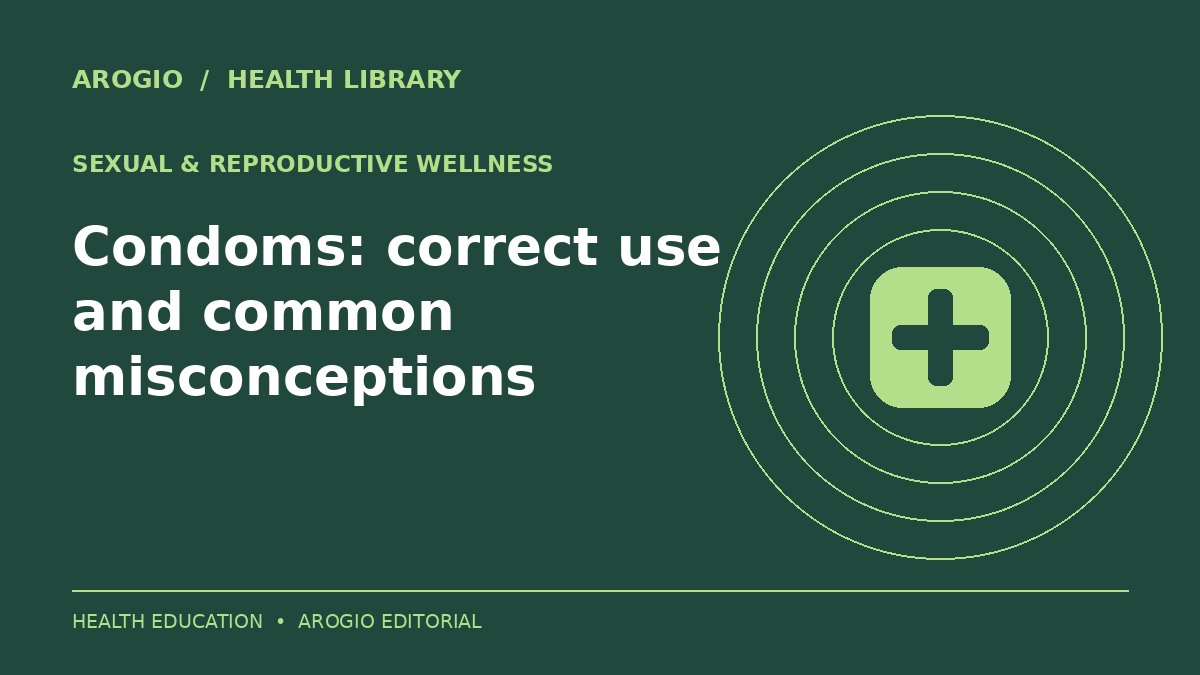 AROGIO / HEALTH LIBRARY
SEXUAL & REPRODUCTIVE WELLNESS
Condoms: correct use
and common
misconceptions
HEALTH EDUCATION • AROGIO EDITORIAL